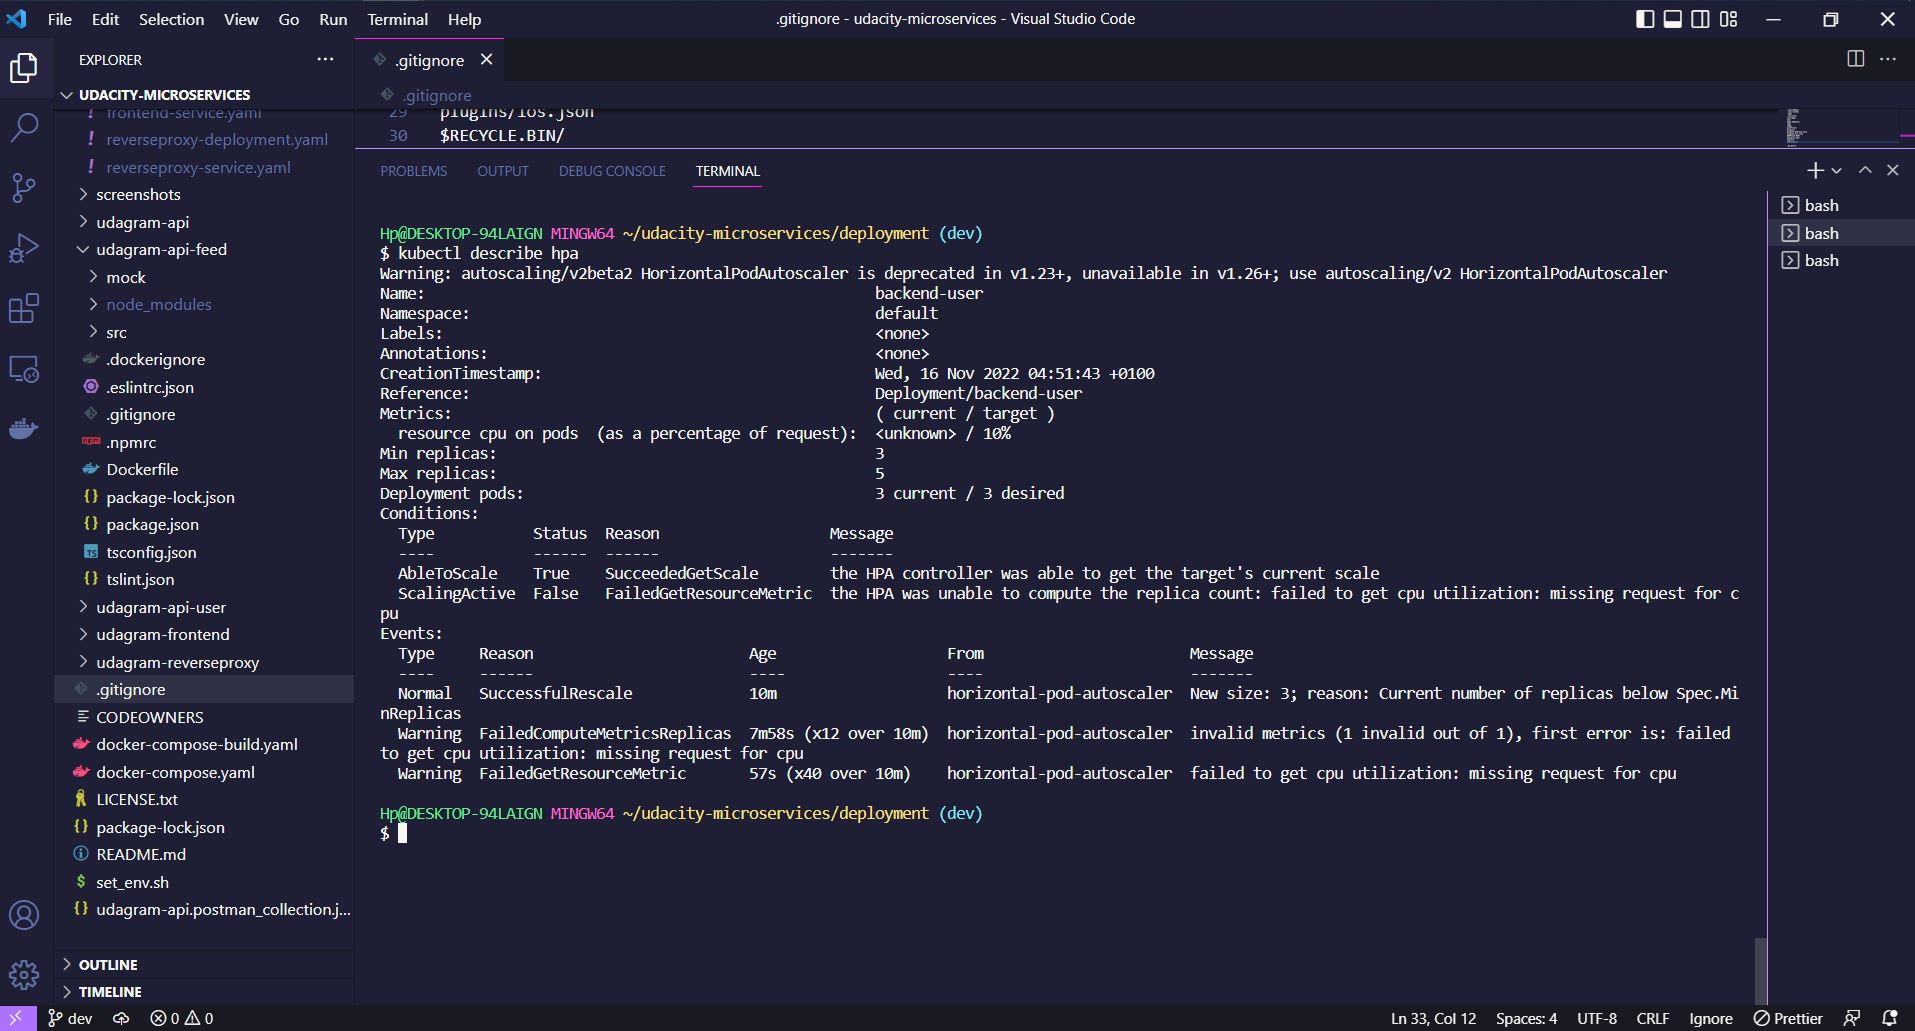 File Edit Selection View Go Run Terminal Help
.gitignore - udacity-microservices - Visual Studio Code
EXPLORER
UDACITY-MICROSERVICES
frontend-service.yaml
reverseproxy-deployment.yaml
reverseproxy-service.yaml
screenshots
udagram-api
udagram-api-feed
mock
node_modules
src
.dockerignore
.eslintrc.json
.gitignore
.npmrc
Dockerfile
package-lock.json
package.json
tsconfig.json
tslint.json
udagram-api-user
udagram-frontend
udagram-reverseproxy
.gitignore
CODEOWNERS
docker-compose-build.yaml
docker-compose.yaml
LICENSE.txt
package-lock.json
README.md
set_env.sh
udagram-api.postman_collection.j...
OUTLINE
TIMELINE
.gitignore
.gitignore
29 plugins/ios.json
30 $RECYCLE.BIN/
PROBLEMS OUTPUT DEBUG CONSOLE TERMINAL
bash
bash
bash
Hp@DESKTOP-94LAIGN MINGW64 ~/udacity-microservices/deployment (dev)
$ kubectl describe hpa
Warning: autoscaling/v2beta2 HorizontalPodAutoscaler is deprecated in v1.23+, unavailable in v1.26+; use autoscaling/v2 HorizontalPodAutoscaler
Name: backend-user
Namespace: default
Labels: <none>
Annotations: <none>
CreationTimestamp: Wed, 16 Nov 2022 04:51:43 +0100
Reference: Deployment/backend-user
Metrics: ( current / target )
resource cpu on pods (as a percentage of request): <unknown> / 10%
Min replicas: 3
Max replicas: 5
Deployment pods: 3 current / 3 desired
Conditions:
Type Status Reason Message
---- ------ ------ -------
AbleToScale True SucceededGetScale the HPA controller was able to get the target's current scale
ScalingActive False FailedGetResourceMetric the HPA was unable to compute the replica count: failed to get cpu utilization: missing request for c
pu
Events:
Type Reason Age From Message
---- ------ ---- ---- -------
Normal SuccessfulRescale 10m horizontal-pod-autoscaler New size: 3; reason: Current number of replicas below Spec.Mi
nReplicas
Warning FailedComputeMetricsReplicas 7m58s (x12 over 10m) horizontal-pod-autoscaler invalid metrics (1 invalid out of 1), first error is: failed
to get cpu utilization: missing request for cpu
Warning FailedGetResourceMetric 57s (x40 over 10m) horizontal-pod-autoscaler failed to get cpu utilization: missing request for cpu
Hp@DESKTOP-94LAIGN MINGW64 ~/udacity-microservices/deployment (dev)
$
dev 0 0 Ln 33, Col 12 Spaces: 4 UTF-8 CRLF Ignore Prettier